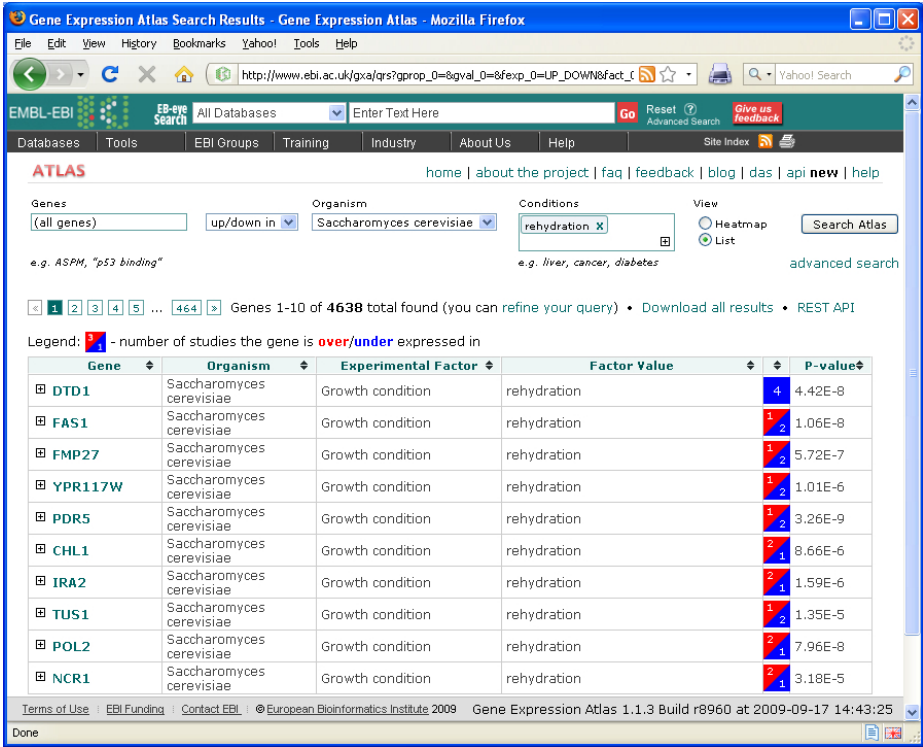 Gene Expression Atlas Search Results - Gene Expression Atlas - Mozilla Firefox
File Edit View History Bookmarks Yahoo! Tools Help
http://www.ebi.ac.uk/gxa/qrs?gprop_0=&gval_0=&fexp_0=UP_DOWN&fact_( Yahoo! Search
EMBL-EBI EB-eye Search All Databases Enter Text Here Go Reset ? Advanced Search Give us feedback
Databases Tools EBI Groups Training Industry About Us Help Site Index
ATLAS home | about the project | faq | feedback | blog | das | api new | help
Genes Organism Conditions View
(all genes) up/down in Saccharomyces cerevisiae rehydration x Heatmap List Search Atlas
e.g. ASPM, "p53 binding" e.g. liver, cancer, diabetes advanced search
« 1 2 3 4 5 ... 464 » Genes 1-10 of 4638 total found (you can refine your query) • Download all results • REST API
Legend: 3 1 - number of studies the gene is over/under expressed in
Gene Organism Experimental Factor Factor Value P-value
DTD1 Saccharomyces cerevisiae Growth condition rehydration 4 4.42E-8
FAS1 Saccharomyces cerevisiae Growth condition rehydration 1 2 1.06E-8
FMP27 Saccharomyces cerevisiae Growth condition rehydration 1 2 5.72E-7
YPR117W Saccharomyces cerevisiae Growth condition rehydration 1 2 1.01E-6
PDR5 Saccharomyces cerevisiae Growth condition rehydration 1 2 3.26E-9
CHL1 Saccharomyces cerevisiae Growth condition rehydration 2 1 8.66E-6
IRA2 Saccharomyces cerevisiae Growth condition rehydration 2 1 1.59E-6
TUS1 Saccharomyces cerevisiae Growth condition rehydration 1 2 1.35E-5
POL2 Saccharomyces cerevisiae Growth condition rehydration 2 1 7.96E-8
NCR1 Saccharomyces cerevisiae Growth condition rehydration 2 1 3.18E-5
Terms of Use | EBI Funding | Contact EBI | © European Bioinformatics Institute 2009 Gene Expression Atlas 1.1.3 Build r8960 at 2009-09-17 14:43:25
Done